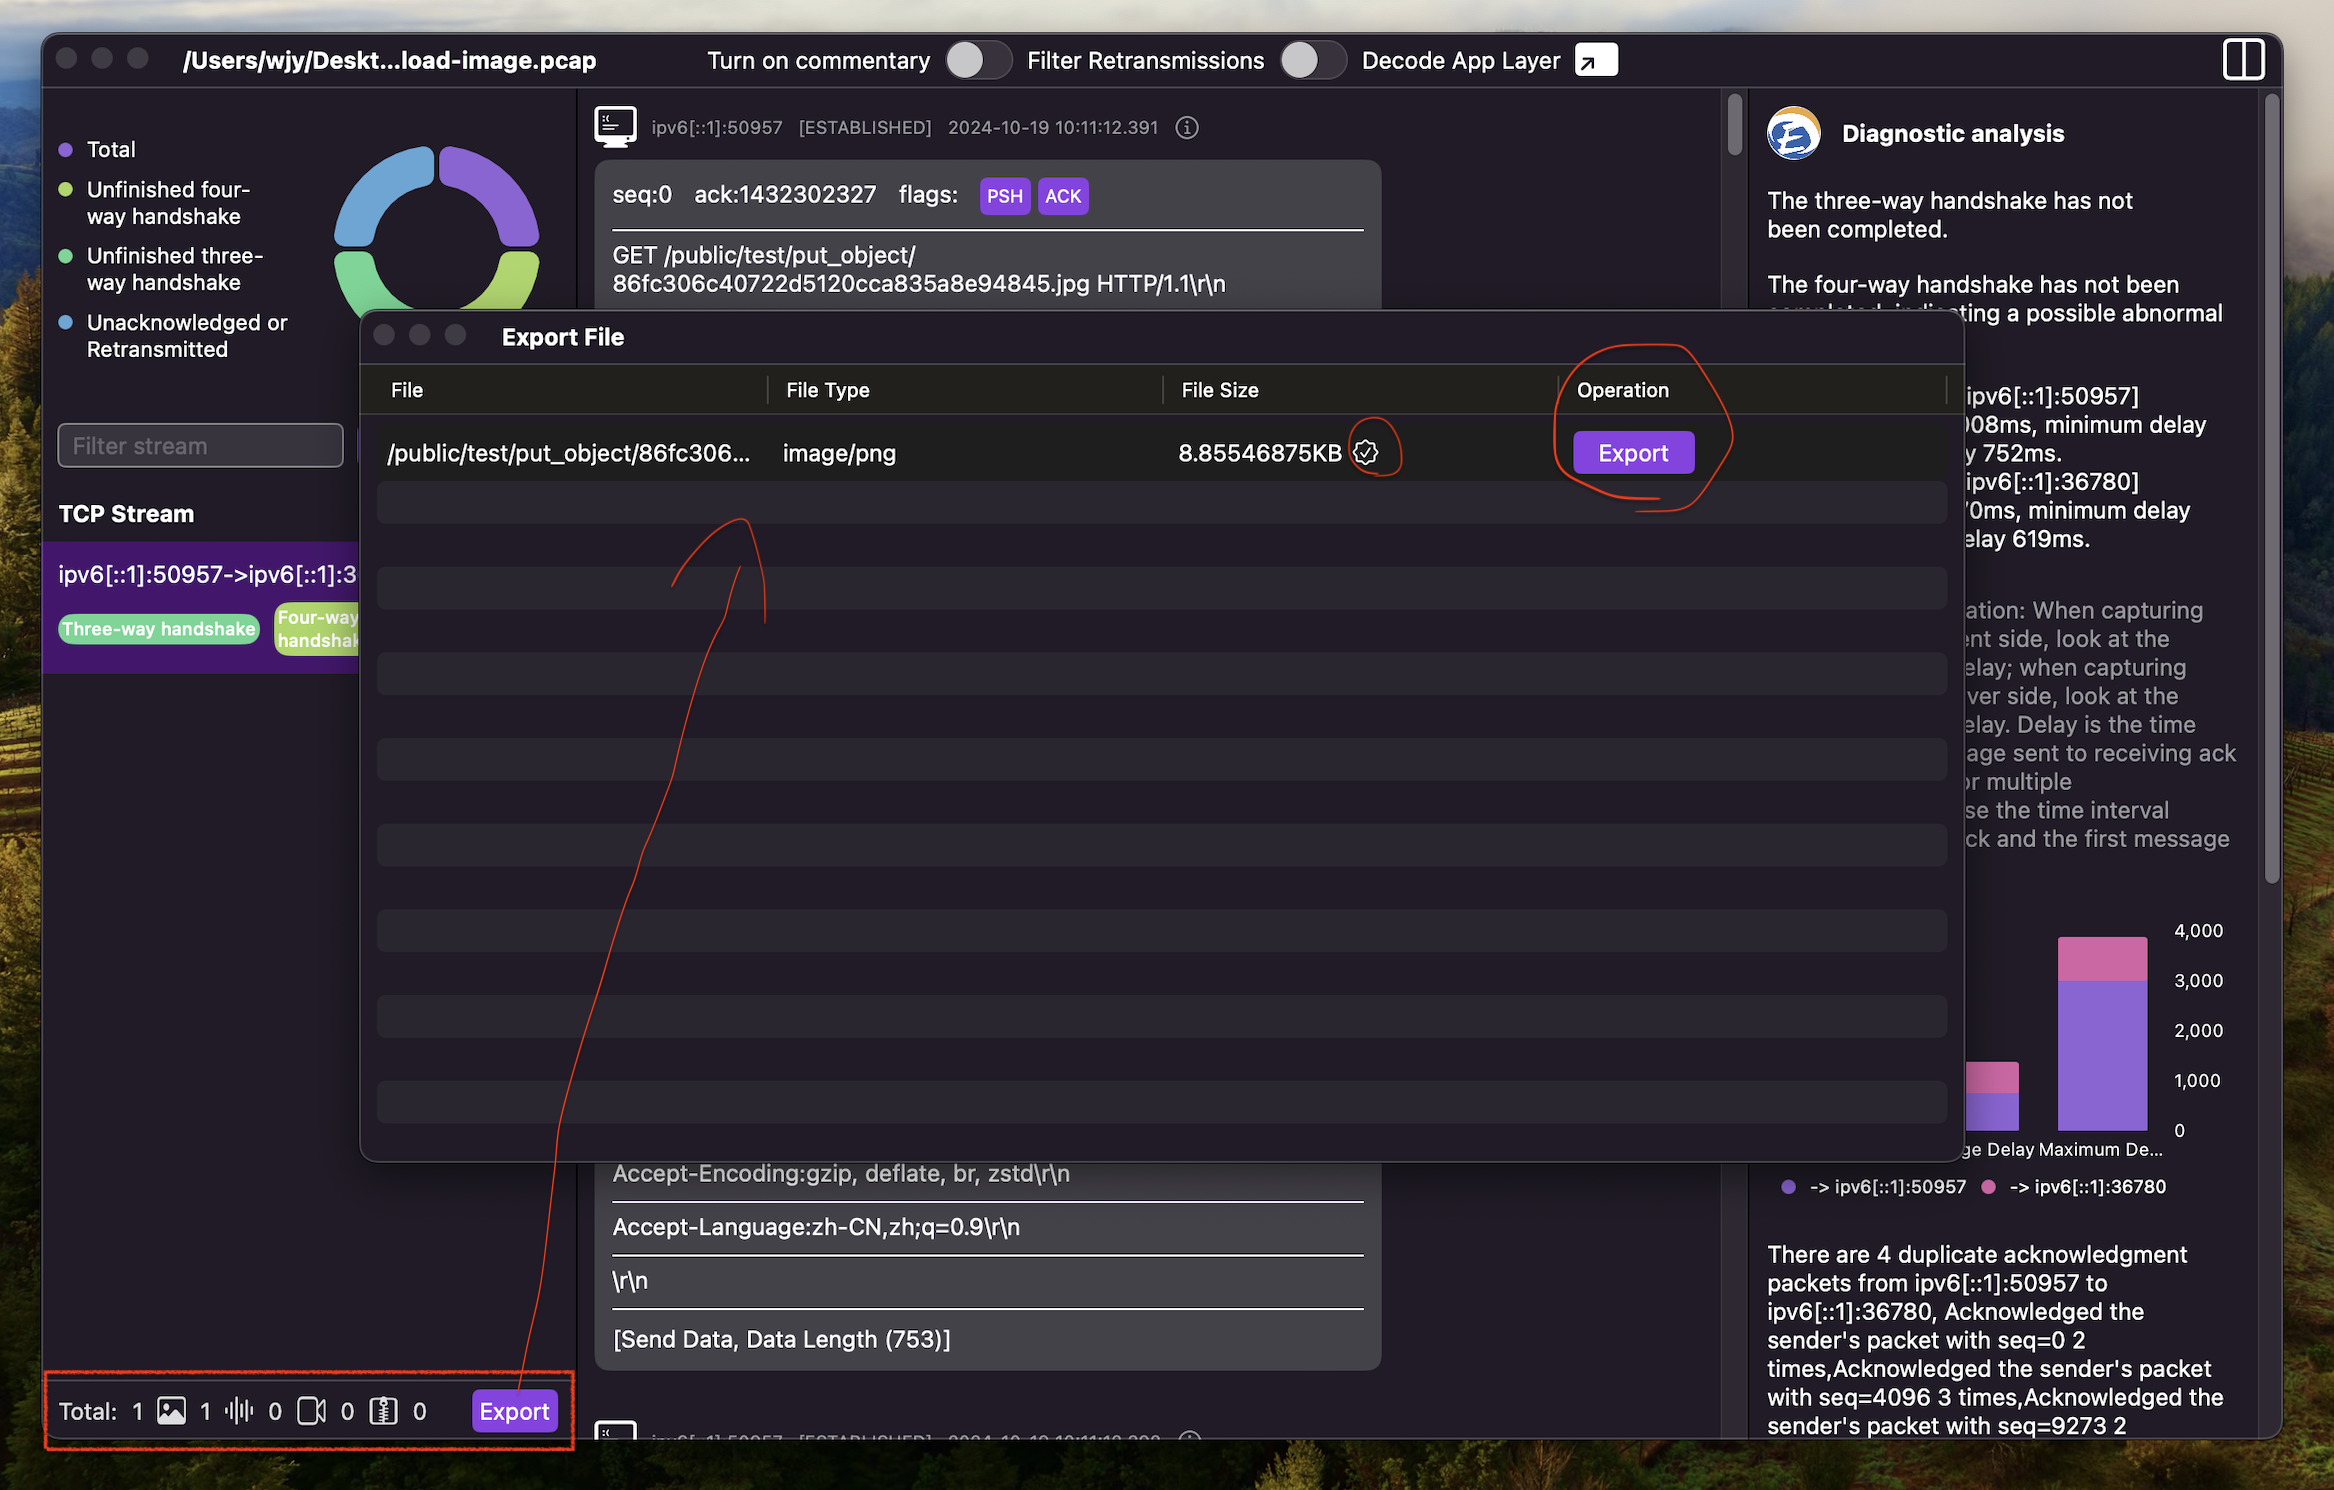 /Users/wjy/Deskt...load-image.pcap
Turn on commentary
Filter Retransmissions
Decode App Layer
Total
Unfinished four-
way handshake
Unfinished three-
way handshake
Unacknowledged or
Retransmitted
Filter stream
TCP Stream
ipv6[::1]:50957->ipv6[::1]:3
Three-way handshake
Four-way
handshak
ipv6[::1]:50957 [ESTABLISHED] 2024-10-19 10:11:12.391
seq:0 ack:1432302327 flags: PSH ACK
GET /public/test/put_object/
86fc306c40722d5120cca835a8e94845.jpg HTTP/1.1\r\n
Export File
File File Type File Size Operation
/public/test/put_object/86fc306... image/png 8.85546875KB Export
Accept-Encoding:gzip, deflate, br, zstd\r\n
Accept-Language:zh-CN,zh;q=0.9\r\n
\r\n
[Send Data, Data Length (753)]
Total: 1 1 0 0 0 Export
Diagnostic analysis
The three-way handshake has not
been completed.
The four-way handshake has not been
ting a possible abnormal
ipv6[::1]:50957]
08ms, minimum delay
y 752ms.
ipv6[::1]:36780]
0ms, minimum delay
elay 619ms.
ation: When capturing
nt side, look at the
elay; when capturing
ver side, look at the
elay. Delay is the time
age sent to receiving ack
or multiple
se the time interval
ck and the first message
4,000
3,000
2,000
1,000
0
ge Delay Maximum De...
-> ipv6[::1]:50957 -> ipv6[::1]:36780
There are 4 duplicate acknowledgment
packets from ipv6[::1]:50957 to
ipv6[::1]:36780, Acknowledged the
sender's packet with seq=0 2
times,Acknowledged the sender's packet
with seq=4096 3 times,Acknowledged the
sender's packet with seq=9273 2